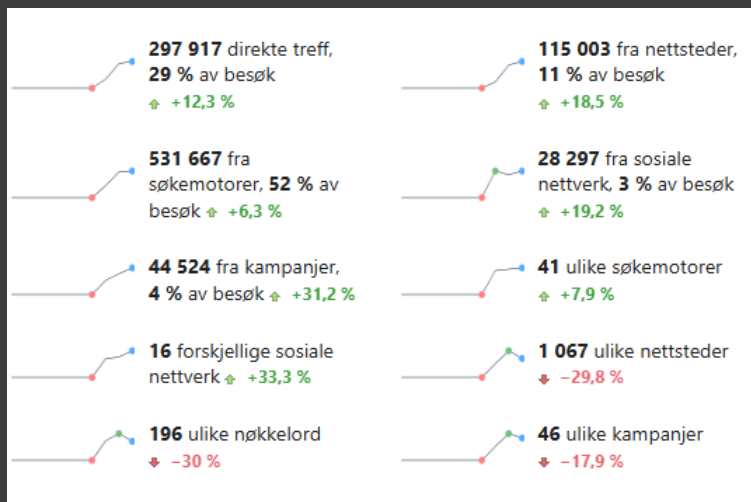 297 917 direkte treff,
29 % av besøk
+12,3 %
115 003 fra nettsteder,
11 % av besøk
+18,5 %
531 667 fra
søkemotorer, 52 % av
besøk +6,3 %
28 297 fra sosiale
nettverk, 3 % av besøk
+19,2 %
44 524 fra kampanjer,
4 % av besøk +31,2 %
41 ulike søkemotorer
+7,9 %
16 forskjellige sosiale
nettverk +33,3 %
1 067 ulike nettsteder
−29,8 %
196 ulike nøkkelord
−30 %
46 ulike kampanjer
−17,9 %